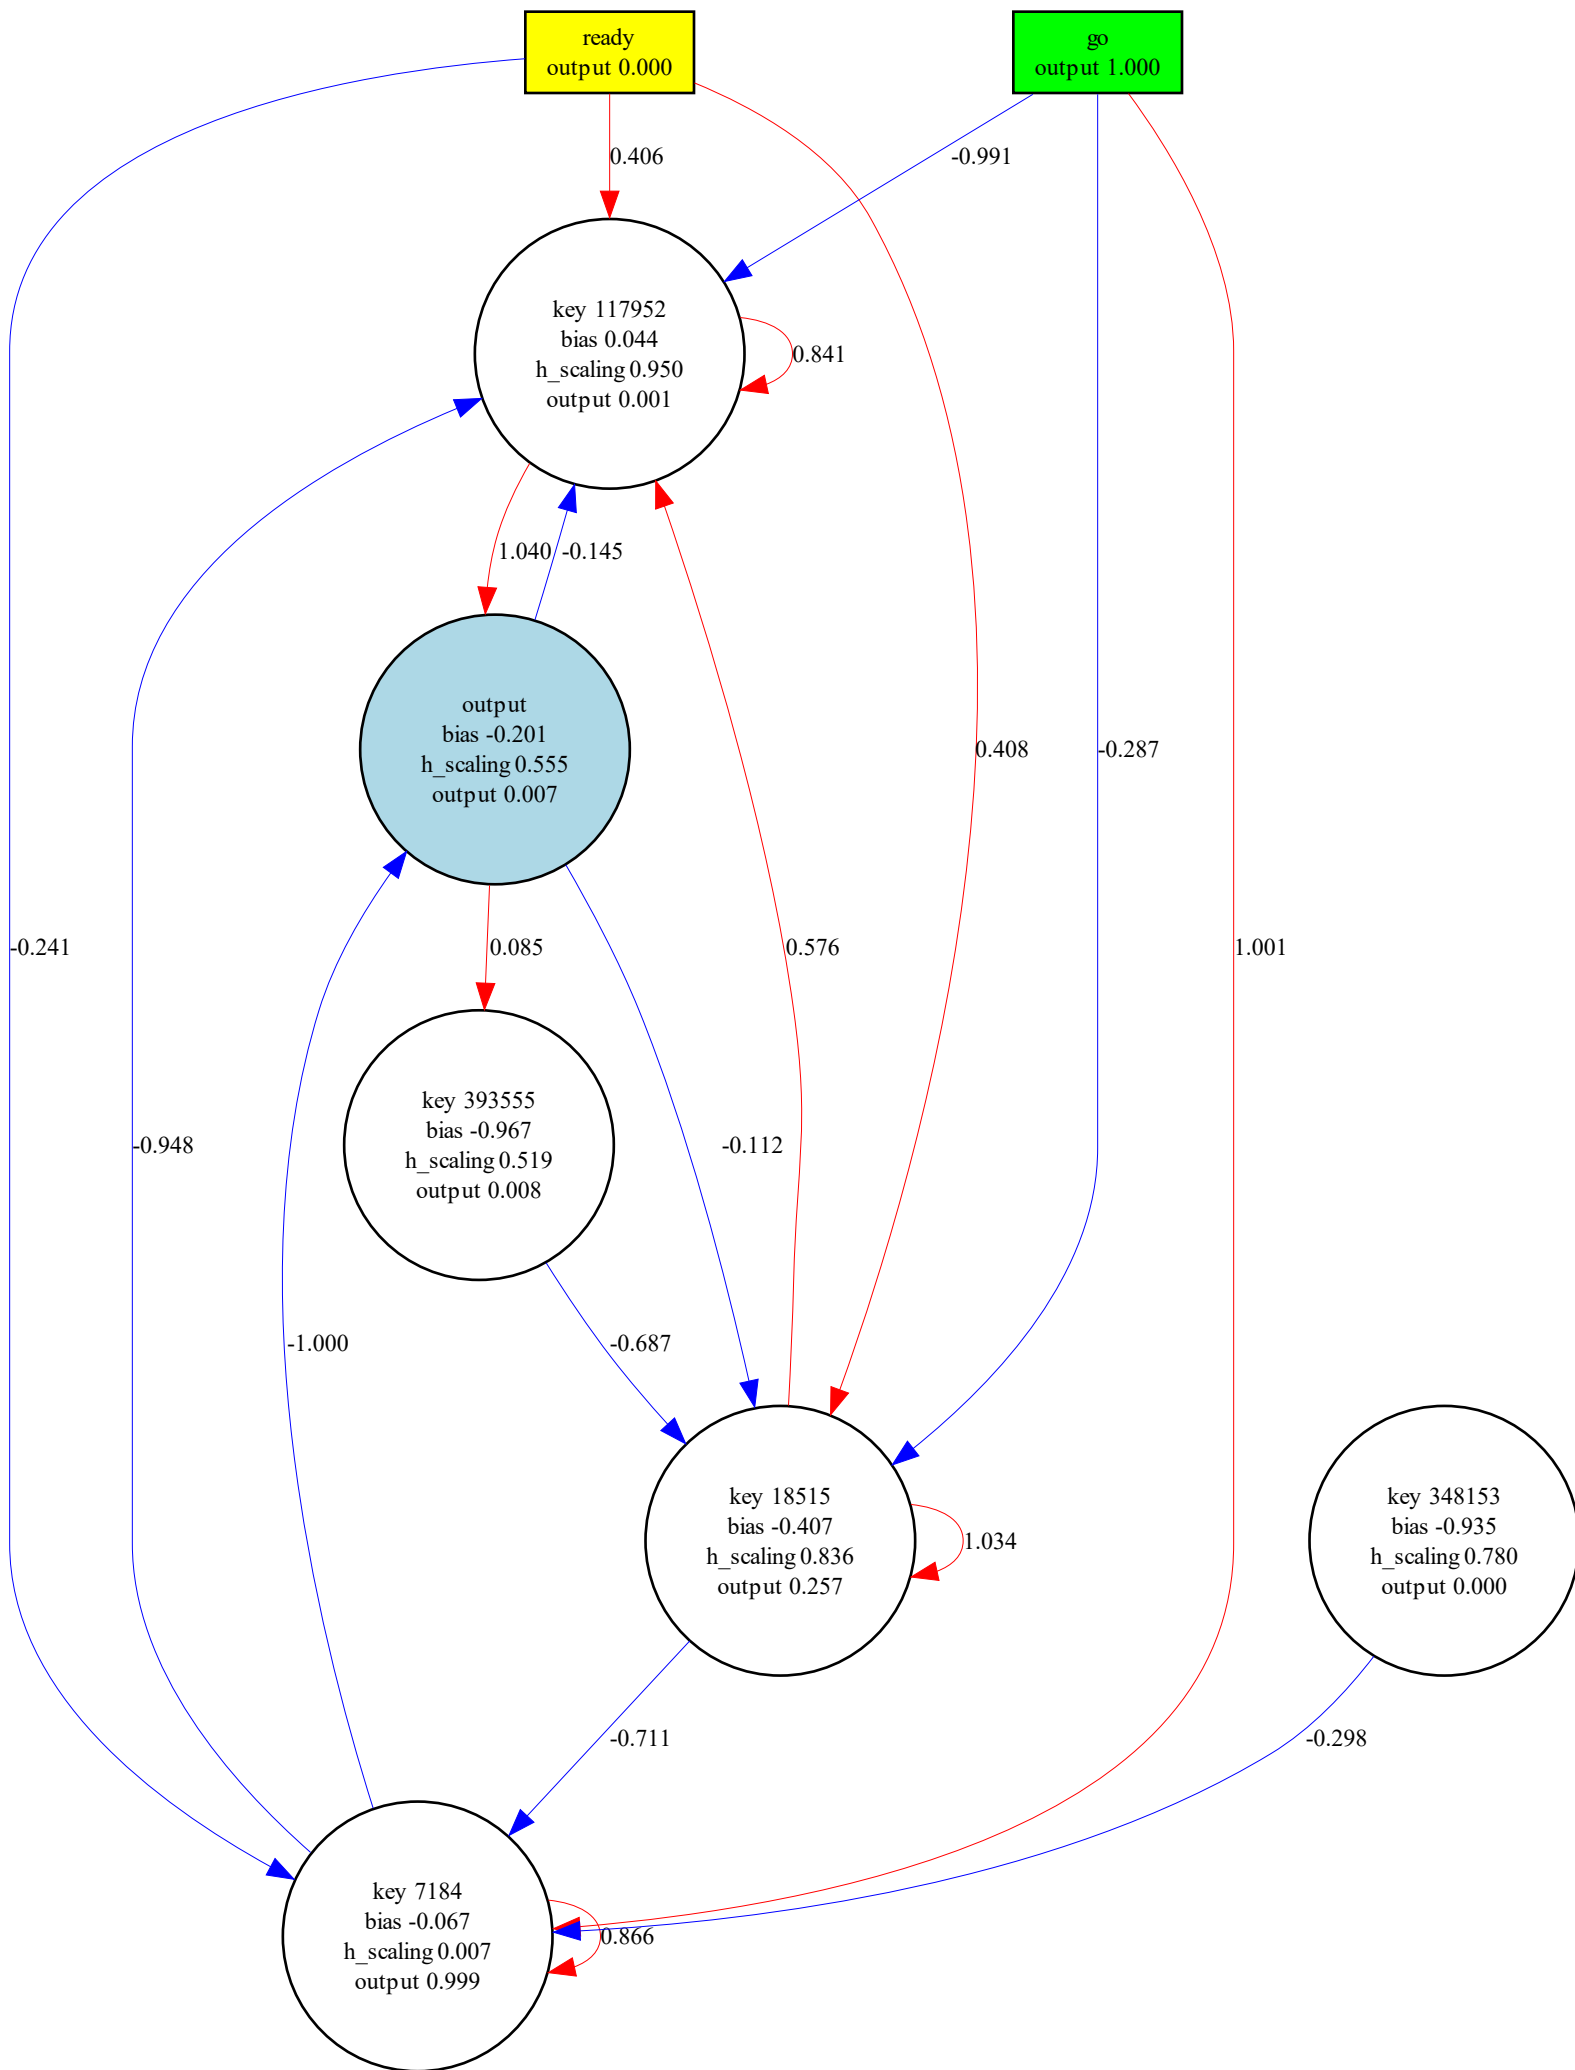 ready
output 0.000
go
output 1.000
0.406
-0.991
key 117952
bias 0.044
h_scaling 0.950
output 0.001
0.841
1.040
-0.145
output
bias -0.201
h_scaling 0.555
output 0.007
0.408
-0.287
-0.241
0.085
0.576
1.001
key 393555
bias -0.967
h_scaling 0.519
output 0.008
-0.948
-0.112
-1.000
-0.687
key 18515
bias -0.407
h_scaling 0.836
output 0.257
1.034
key 348153
bias -0.935
h_scaling 0.780
output 0.000
-0.711
-0.298
key 7184
bias -0.067
h_scaling 0.007
output 0.999
0.866